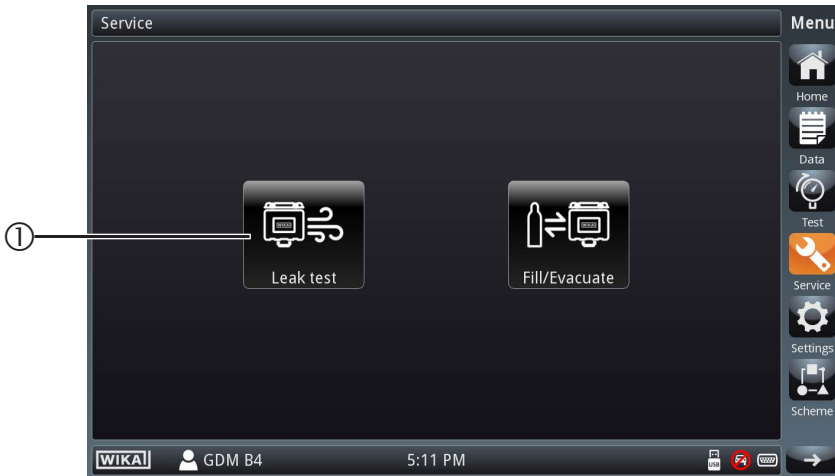 Service
Menu
Home
Data
Test
Service
Settings
Scheme
①
Leak test
Fill/Evacuate
WIKA
GDM B4
5:11 PM
USB